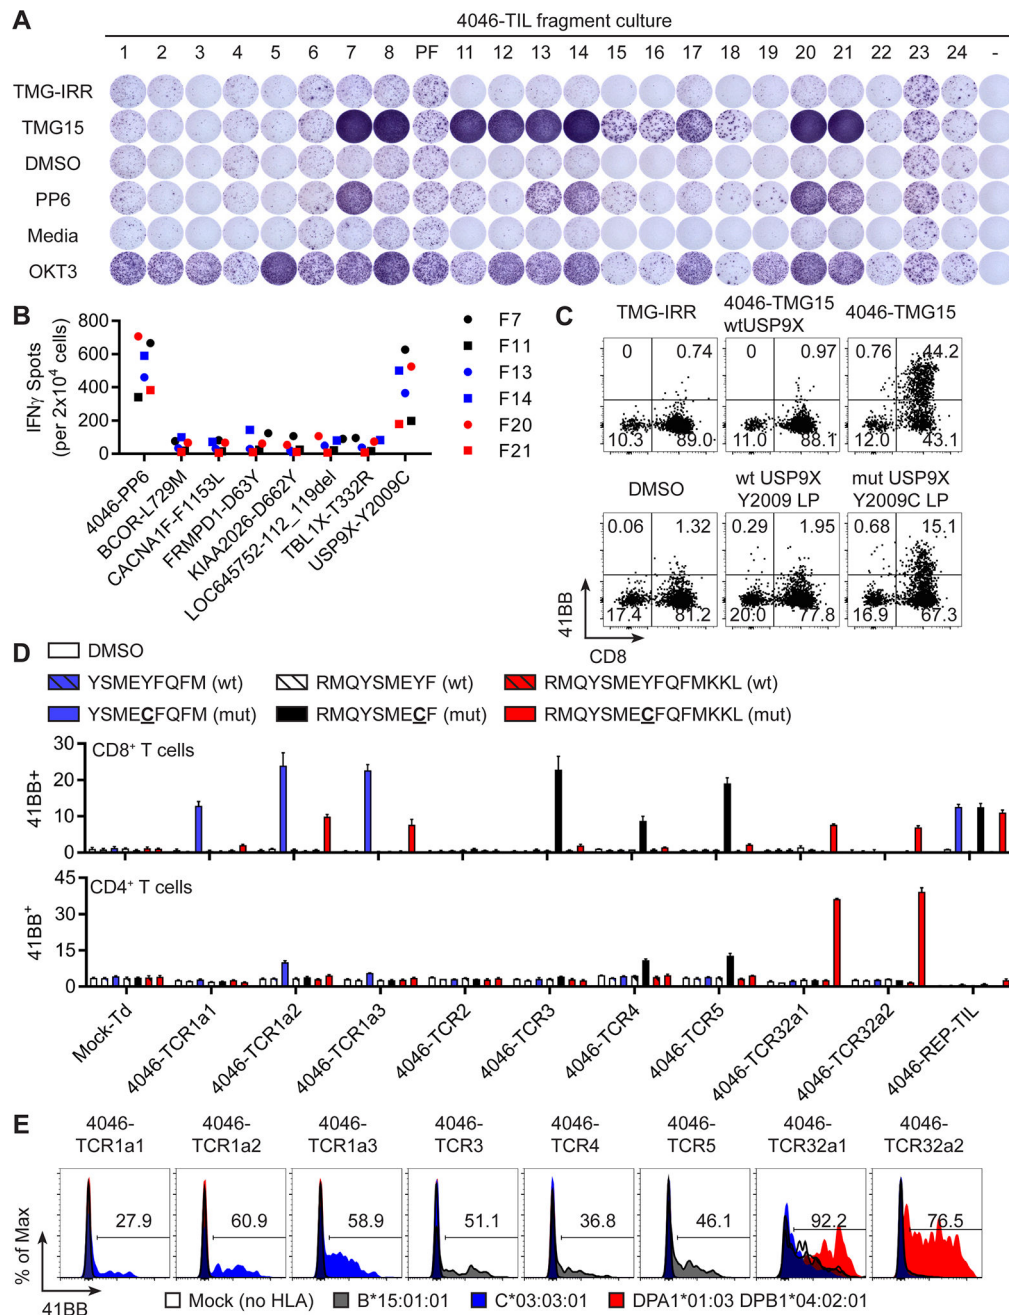 A
4046-TIL fragment culture
1 2 3 4 5 6 7 8 PF 11 12 13 14 15 16 17 18 19 20 21 22 23 24 -
TMG-IRR
TMG15
DMSO
PP6
Media
OKT3
B
IFNγ Spots
(per 2x10⁴ cells)
800
600
400
200
0
4046-PP6
BCOR-L729M
CACNA1F-F1153L
FRMPD1-D63Y
KIAA2026-D662Y
LOC645752-112_119del
TBL1X-T332R
USP9X-Y2009C
F7
F11
F13
F14
F20
F21
C
TMG-IRR
0 0.74
10.3 89.0
4046-TMG15
wtUSP9X
0 0.97
11.0 88.1
4046-TMG15
0.76 44.2
12.0 43.1
DMSO
0.06 1.32
17.4 81.2
wt USP9X
Y2009 LP
0.29 1.95
20.0 77.8
mut USP9X
Y2009C LP
0.68 15.1
16.9 67.3
41BB
CD8
D
DMSO
YSMEYFQFM (wt) RMQYSMEYF (wt) RMQYSMEYFQFMKKL (wt)
YSMECFQFM (mut) RMQYSMECF (mut) RMQYSMECFQFMKKL (mut)
CD8⁺ T cells
41BB+
30
20
10
0
CD4⁺ T cells
41BB⁺
45
30
15
0
Mock-Td
4046-TCR1a1
4046-TCR1a2
4046-TCR1a3
4046-TCR2
4046-TCR3
4046-TCR4
4046-TCR5
4046-TCR32a1
4046-TCR32a2
4046-REP-TIL
E
4046-
TCR1a1
4046-
TCR1a2
4046-
TCR1a3
4046-
TCR3
4046-
TCR4
4046-
TCR5
4046-
TCR32a1
4046-
TCR32a2
27.9 60.9 58.9 51.1 36.8 46.1 92.2 76.5
% of Max
41BB
Mock (no HLA) B*15:01:01 C*03:03:01 DPA1*01:03 DPB1*04:02:01